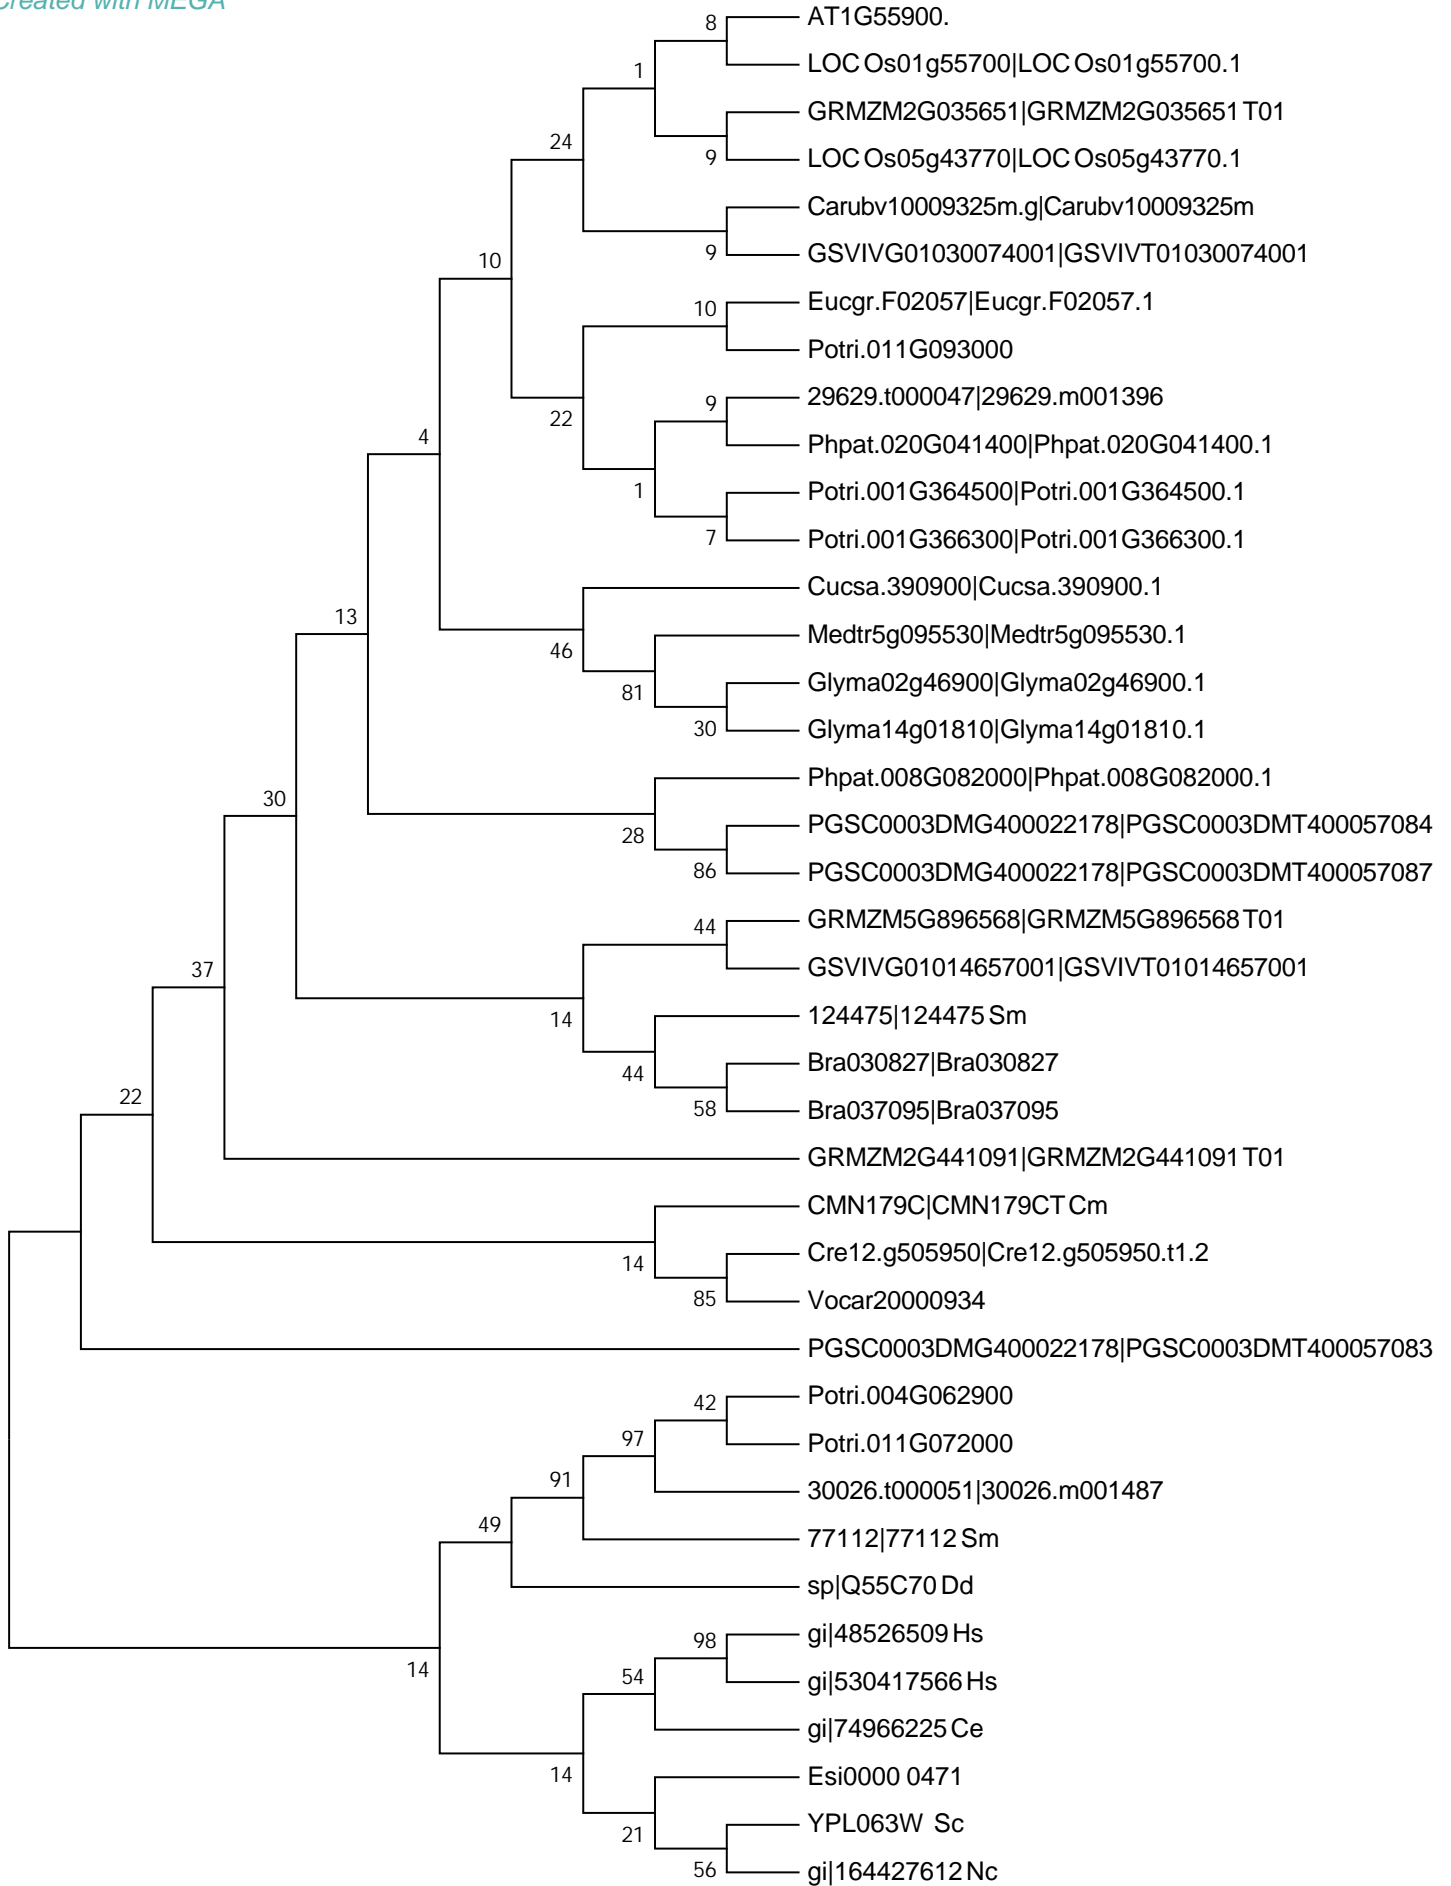 Created with MEGA
8
AT1G55900.
LOC Os01g55700|LOC Os01g55700.1
1
GRMZM2G035651|GRMZM2G035651 T01
24
9
LOC Os05g43770|LOC Os05g43770.1
Carubv10009325m.g|Carubv10009325m
10
9
GSVIVG01030074001|GSVIVT01030074001
10
Eucgr.F02057|Eucgr.F02057.1
Potri.011G093000
9
29629.t000047|29629.m001396
22
4
Phpat.020G041400|Phpat.020G041400.1
1
Potri.001G364500|Potri.001G364500.1
7
Potri.001G366300|Potri.001G366300.1
Cucsa.390900|Cucsa.390900.1
13
46
Medtr5g095530|Medtr5g095530.1
81
Glyma02g46900|Glyma02g46900.1
30
Glyma14g01810|Glyma14g01810.1
Phpat.008G082000|Phpat.008G082000.1
30
28
PGSC0003DMG400022178|PGSC0003DMT400057084
86
PGSC0003DMG400022178|PGSC0003DMT400057087
44
GRMZM5G896568|GRMZM5G896568 T01
37
GSVIVG01014657001|GSVIVT01014657001
14
124475|124475 Sm
44
Bra030827|Bra030827
22
58
Bra037095|Bra037095
GRMZM2G441091|GRMZM2G441091 T01
CMN179C|CMN179CT Cm
14
Cre12.g505950|Cre12.g505950.t1.2
85
Vocar20000934
PGSC0003DMG400022178|PGSC0003DMT400057083
42
Potri.004G062900
97
Potri.011G072000
91
30026.t000051|30026.m001487
49
77112|77112 Sm
sp|Q55C70 Dd
98
gi|48526509 Hs
14
54
gi|530417566 Hs
gi|74966225 Ce
14
Esi0000 0471
21
YPL063W Sc
56
gi|164427612 Nc